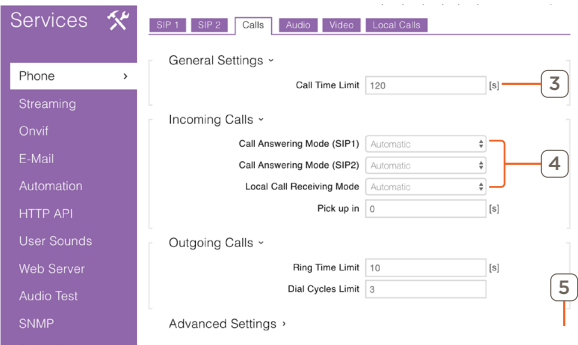 Services
SIP 1 SIP 2 Calls Audio Video Local Calls
Phone ›
Streaming
Onvif
E-Mail
Automation
HTTP API
User Sounds
Web Server
Audio Test
SNMP
General Settings
Call Time Limit 120 [s] 3
Incoming Calls
Call Answering Mode (SIP1) Automatic
Call Answering Mode (SIP2) Automatic 4
Local Call Receiving Mode Automatic
Pick up in 0 [s]
Outgoing Calls
Ring Time Limit 10 [s]
Dial Cycles Limit 3 5
Advanced Settings ›